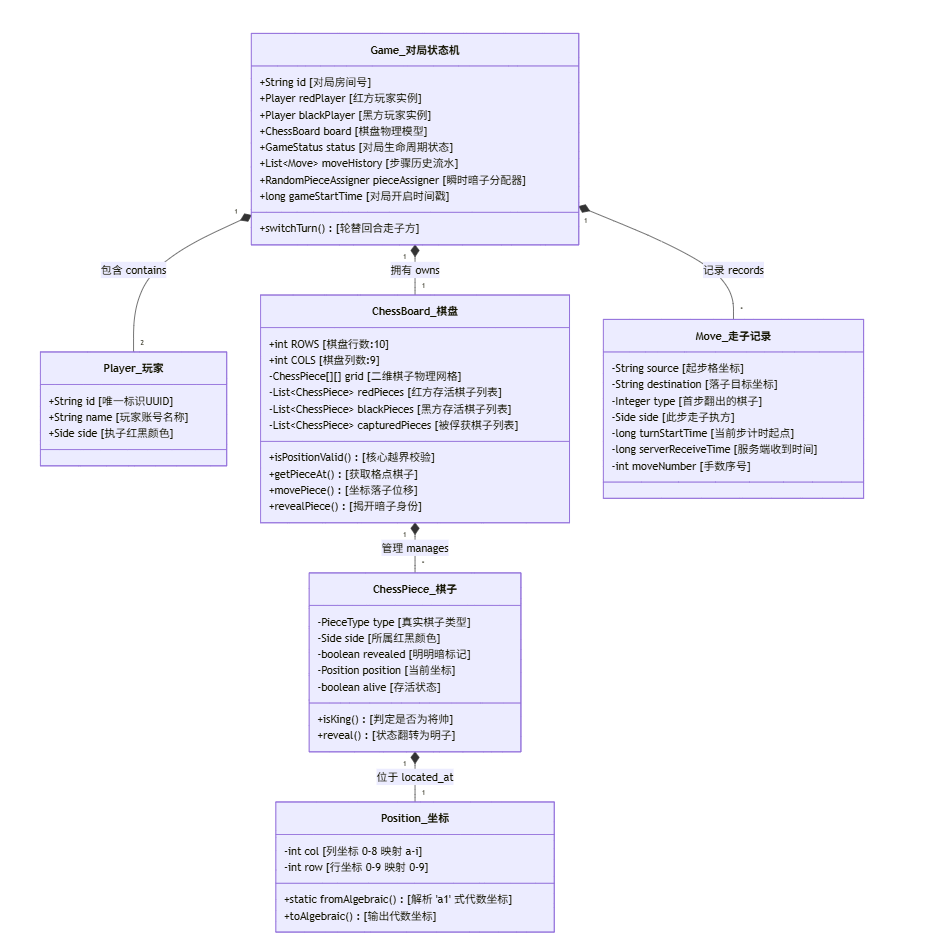 Game_对局状态机
+String id [对局房间号]
+Player redPlayer [红方玩家实例]
+Player blackPlayer [黑方玩家实例]
+ChessBoard board [棋盘物理模型]
+GameStatus status [对局生命周期状态]
+List<Move> moveHistory [步骤历史流水]
+RandomPieceAssigner pieceAssigner [瞬时暗子分配器]
+long gameStartTime [对局开启时间戳]
+switchTurn() : [轮替回合走子方]
1
1
1
包含 contains
拥有 owns
记录 records
1
*
2
ChessBoard_棋盘
+int ROWS [棋盘行数:10]
+int COLS [棋盘列数:9]
-ChessPiece[][] grid [二维棋子物理网格]
-List<ChessPiece> redPieces [红方存活棋子列表]
-List<ChessPiece> blackPieces [黑方存活棋子列表]
-List<ChessPiece> capturedPieces [被俘获棋子列表]
+isPositionValid() : [核心越界校验]
+getPieceAt() : [获取格点棋子]
+movePiece() : [坐标落子位移]
+revealPiece() : [揭开暗子身份]
Move_走子记录
-String source [起步格坐标]
-String destination [落子目标坐标]
-Integer type [首步翻出的棋子]
-Side side [此步走子执方]
-long turnStartTime [当前步计时起点]
-long serverReceiveTime [服务端收到时间]
-int moveNumber [手数序号]
Player_玩家
+String id [唯一标识UUID]
+String name [玩家账号名称]
+Side side [执子红黑颜色]
1
管理 manages
*
ChessPiece_棋子
-PieceType type [真实棋子类型]
-Side side [所属红黑颜色]
-boolean revealed [明明暗标记]
-Position position [当前坐标]
-boolean alive [存活状态]
+isKing() : [判定是否为将帅]
+reveal() : [状态翻转为明子]
1
位于 located_at
1
Position_坐标
-int col [列坐标 0-8 映射 a-i]
-int row [行坐标 0-9 映射 0-9]
+static fromAlgebraic() : [解析 'a1' 式代数坐标]
+toAlgebraic() : [输出代数坐标]